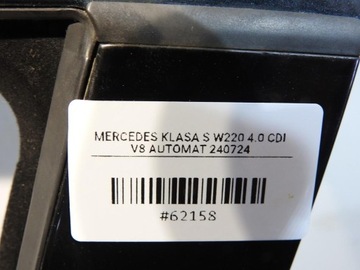 MERCEDES KLASA S W220 4.0 CDI
V8 AUTOMAT 240724
#62158